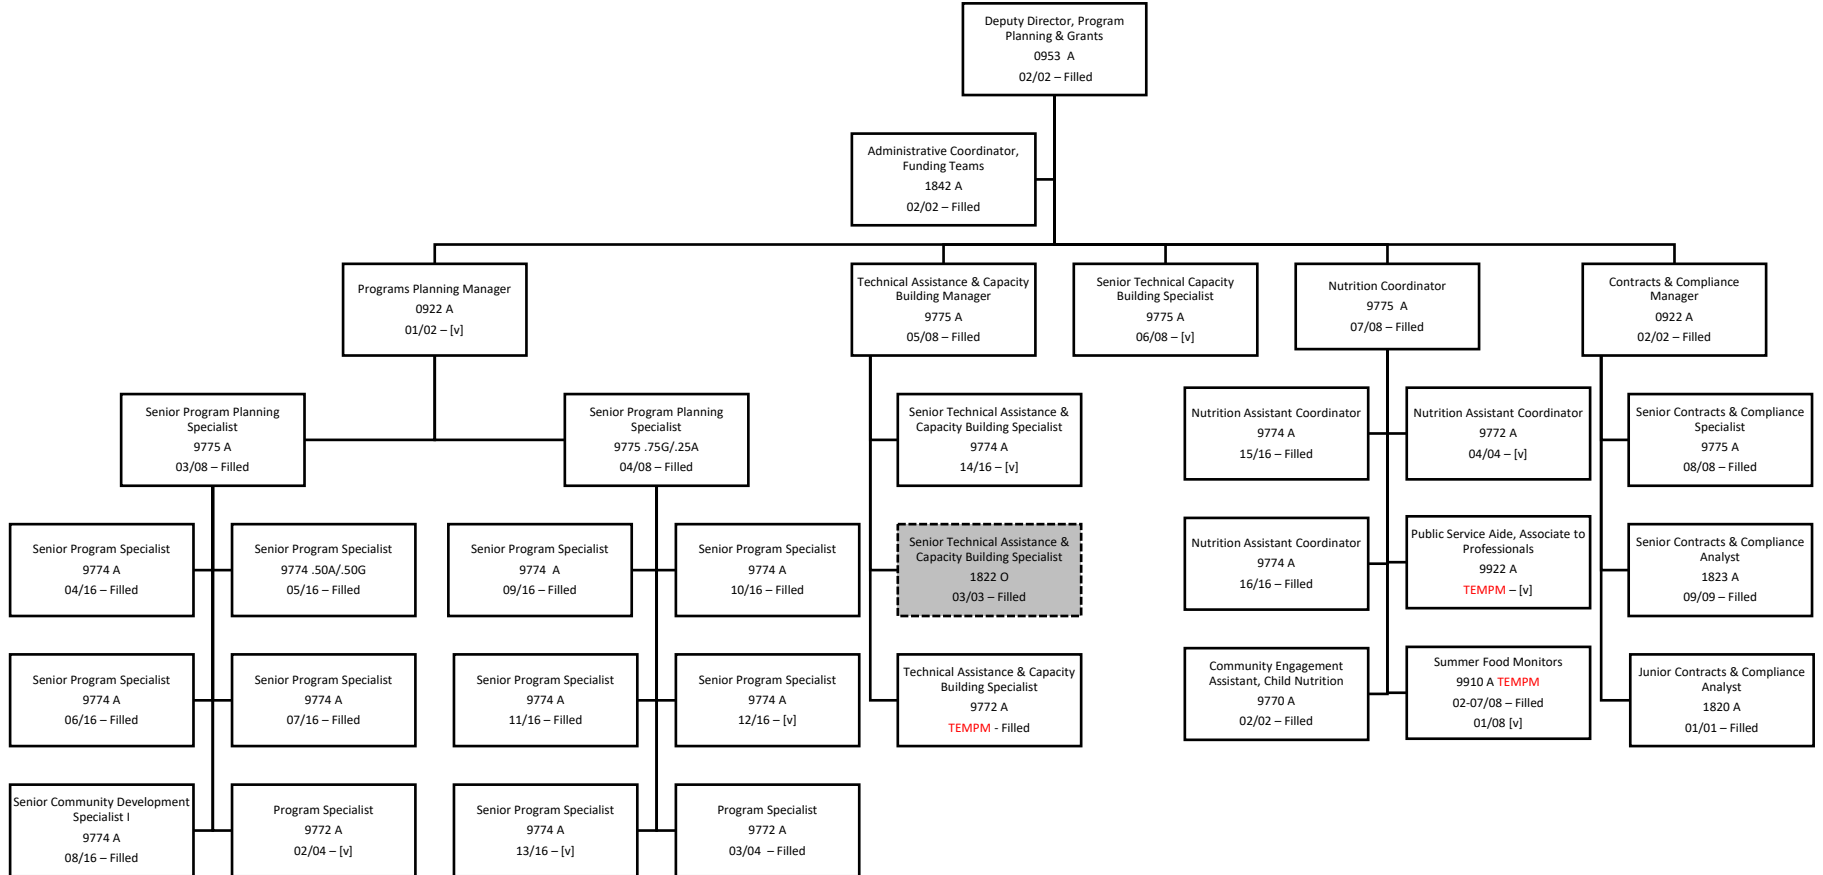 Deputy Director, Program
Planning & Grants
0953 A
02/02 – Filled
Administrative Coordinator,
Funding Teams
1842 A
02/02 – Filled
Programs Planning Manager
0922 A
01/02 – [v]
Technical Assistance & Capacity
Building Manager
9775 A
05/08 – Filled
Senior Technical Capacity
Building Specialist
9775 A
06/08 – [v]
Nutrition Coordinator
9775 A
07/08 – Filled
Contracts & Compliance
Manager
0922 A
02/02 – Filled
Senior Program Planning
Specialist
9775 A
03/08 – Filled
Senior Program Planning
Specialist
9775 .75G/.25A
04/08 – Filled
Senior Technical Assistance &
Capacity Building Specialist
9774 A
14/16 – [v]
Nutrition Assistant Coordinator
9774 A
15/16 – Filled
Nutrition Assistant Coordinator
9772 A
04/04 – [v]
Senior Contracts & Compliance
Specialist
9775 A
08/08 – Filled
Senior Program Specialist
9774 A
04/16 – Filled
Senior Program Specialist
9774 .50A/.50G
05/16 – Filled
Senior Program Specialist
9774 A
09/16 – Filled
Senior Program Specialist
9774 A
10/16 – Filled
Senior Technical Assistance &
Capacity Building Specialist
1822 O
03/03 – Filled
Nutrition Assistant Coordinator
9774 A
16/16 – Filled
Public Service Aide, Associate to
Professionals
9922 A
TEMPM – [v]
Senior Contracts & Compliance
Analyst
1823 A
09/09 – Filled
Senior Program Specialist
9774 A
06/16 – Filled
Senior Program Specialist
9774 A
07/16 – Filled
Senior Program Specialist
9774 A
11/16 – Filled
Senior Program Specialist
9774 A
12/16 – [v]
Technical Assistance & Capacity
Building Specialist
9772 A
TEMPM - Filled
Community Engagement
Assistant, Child Nutrition
9770 A
02/02 – Filled
Summer Food Monitors
9910 A TEMPM
02-07/08 – Filled
01/08 [v]
Junior Contracts & Compliance
Analyst
1820 A
01/01 – Filled
Senior Community Development
Specialist I
9774 A
08/16 – Filled
Program Specialist
9772 A
02/04 – [v]
Senior Program Specialist
9774 A
13/16 – [v]
Program Specialist
9772 A
03/04 – Filled